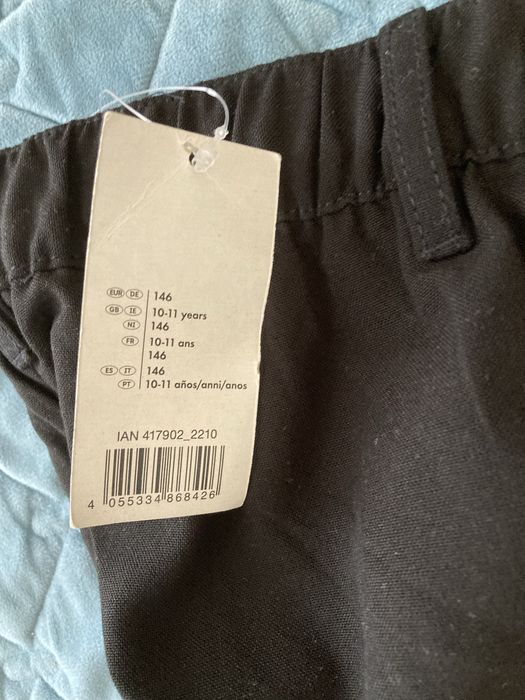 EUR DE 146
GB IE 10-11 years
NI 146
FR 10-11 ans
146
ES IT 146
PT 10-11 años/anni/anos
IAN 417902_2210
4 055334 868426